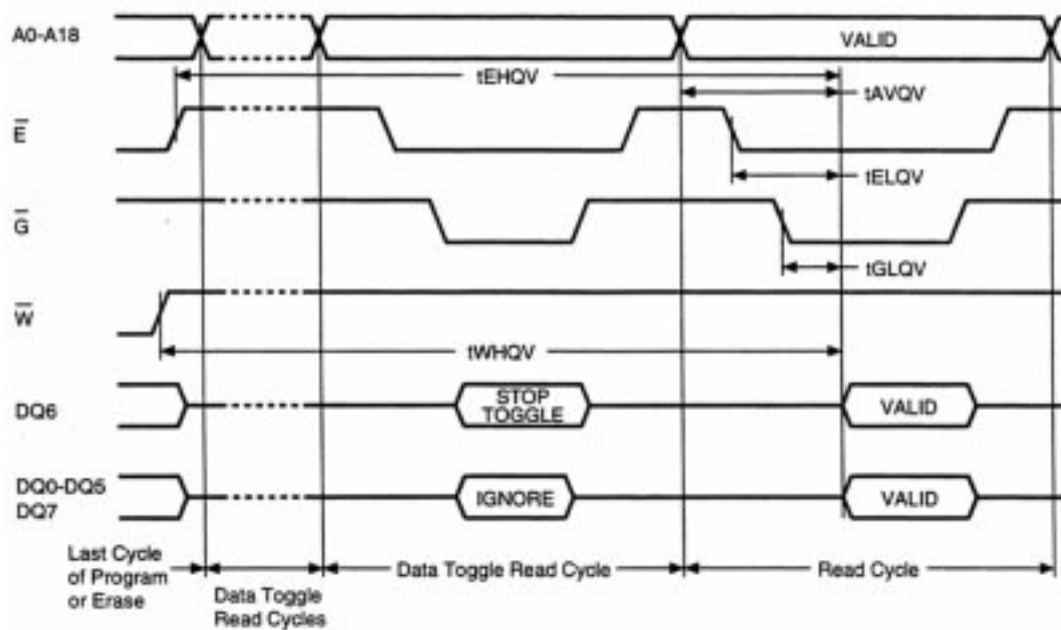 A0-A18
VALID
tEHQV
tAVQV
E
tELQV
G
tGLQV
W
tWHQV
DQ6
STOP
TOGGLE
VALID
DQ0-DQ5
DQ7
IGNORE
VALID
Last Cycle
of Program
or Erase
Data Toggle
Read Cycles
Data Toggle Read Cycle
Read Cycle